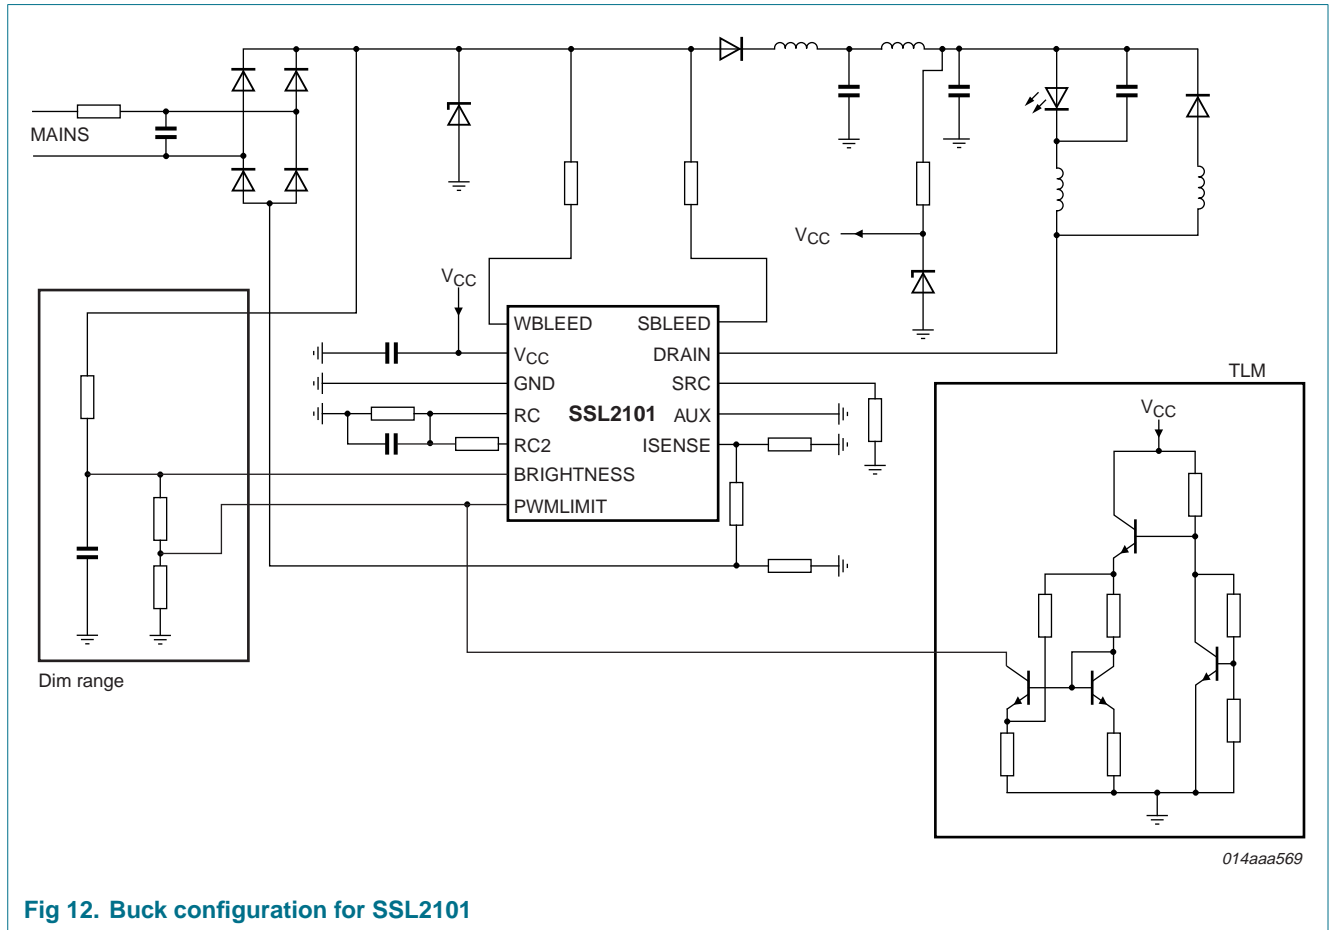 MAINS
VCC
VCC
WBLEED
SBLEED
VCC
DRAIN
GND
SRC
RC
SSL2101
AUX
RC2
ISENSE
BRIGHTNESS
PWMLIMIT
TLM
VCC
Dim range
014aaa569
Fig 12. Buck configuration for SSL2101